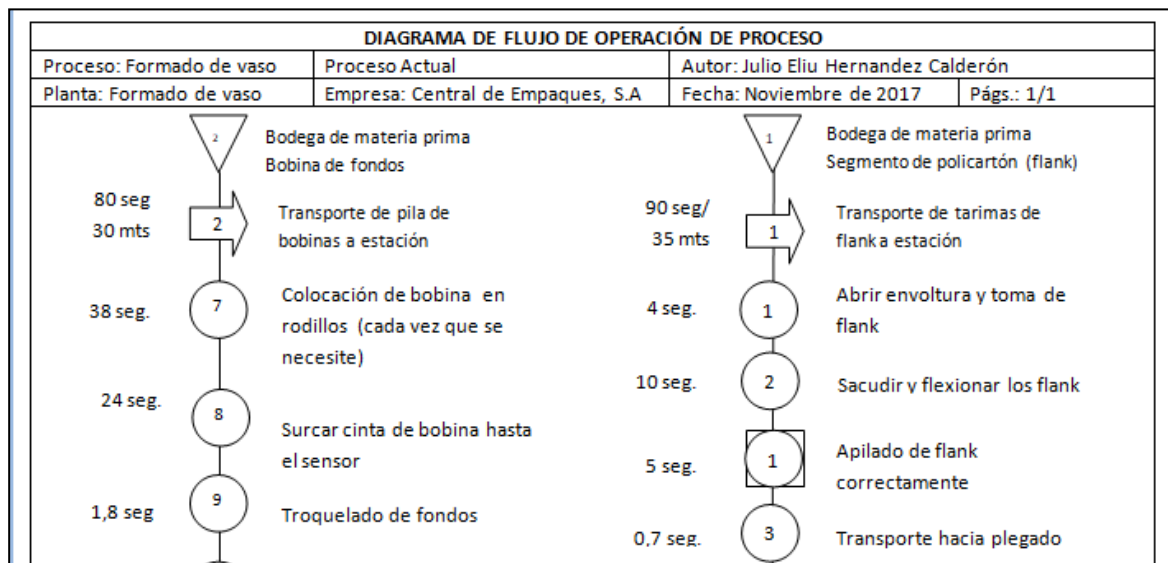 DIAGRAMA DE FLUJO DE OPERACIÓN DE PROCESO
Proceso: Formado de vaso
Proceso Actual
Autor: Julio Eliu Hernandez Calderón
Planta: Formado de vaso
Empresa: Central de Empaques, S.A
Fecha: Noviembre de 2017
Págs.: 1/1
2
Bodega de materia prima
Bobina de fondos
80 seg
30 mts
2
Transporte de pila de
bobinas a estación
38 seg.
7
Colocación de bobina en
rodillos (cada vez que se
necesite)
24 seg.
8
Surcar cinta de bobina hasta
el sensor
1,8 seg
9
Troquelado de fondos
1
Bodega de materia prima
Segmento de policartón (flank)
90 seg/
35 mts
1
Transporte de tarimas de
flank a estación
4 seg.
1
Abrir envoltura y toma de
flank
10 seg.
2
Sacudir y flexionar los flank
5 seg.
1
Apilado de flank
correctamente
0,7 seg.
3
Transporte hacia plegado